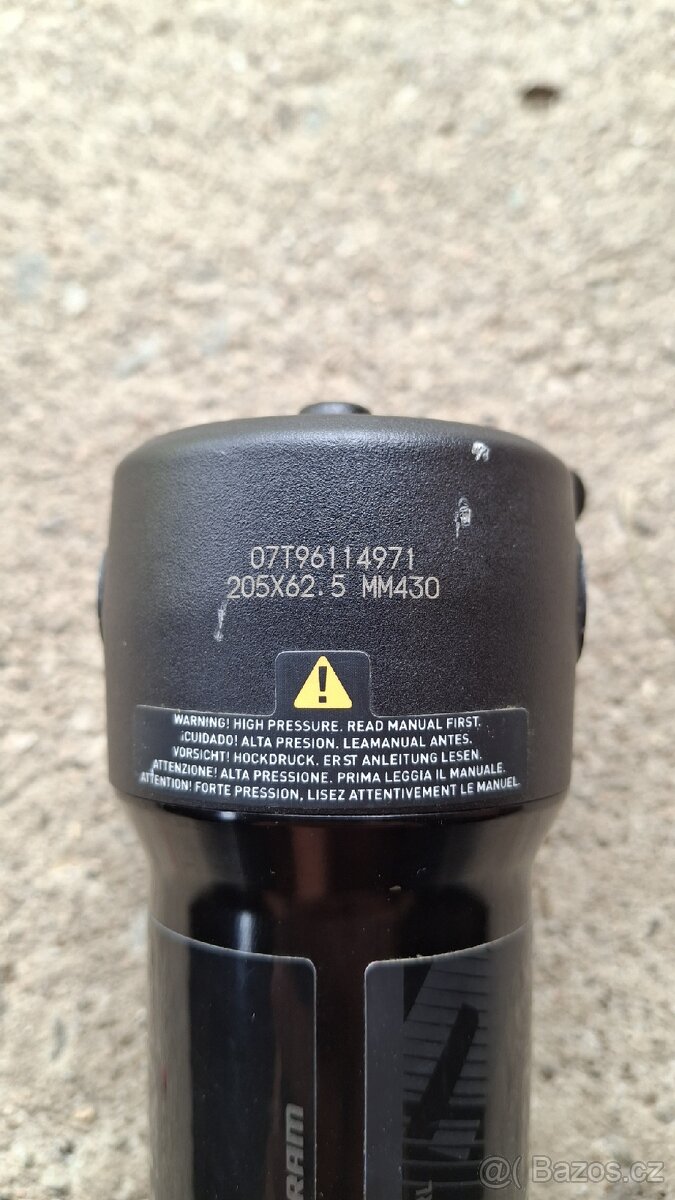 07T96114971
205X62.5 MM430
WARNING! HIGH PRESSURE. READ MANUAL FIRST.
¡CUIDADO! ALTA PRESION. LEAMANUAL ANTES.
VORSICHT! HOCKDRUCK. ERST ANLEITUNG LESEN.
ATTENZIONE! ALTA PRESSIONE. PRIMA LEGGIA IL MANUALE.
ATTENTION! FORTE PRESSION, LISEZ ATTENTIVEMENT LE MANUEL
RAM
@( Bazos.cz